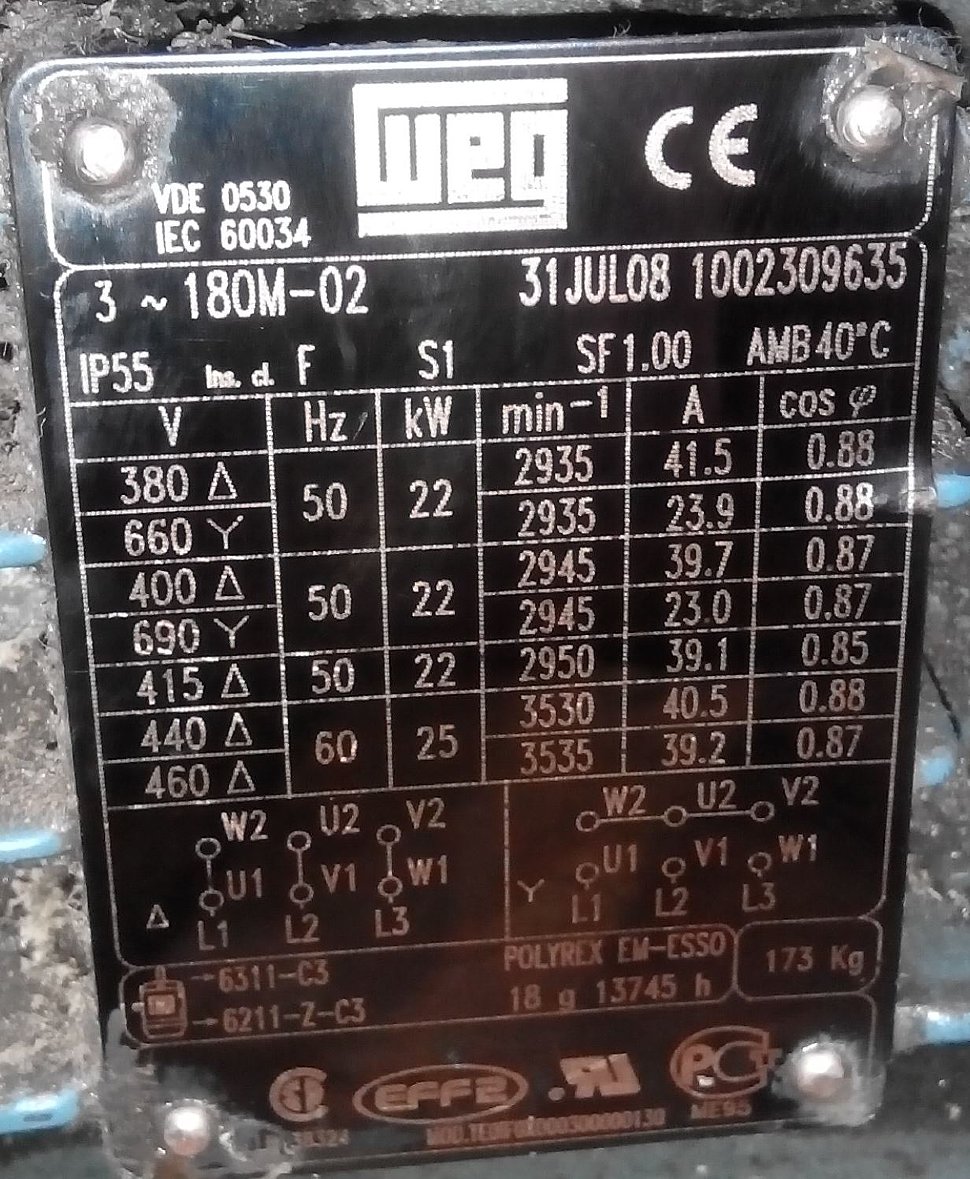 weg CE
VDE 0530
IEC 60034
3 ~ 180M-02 31JUL08 1002309635
IP55 Ins. cl. F S1 SF1.00 AMB40°C
V Hz kW min-1 A cos φ
380 Δ 50 22 2935 41.5 0.88
660 Y 2935 23.9 0.88
400 Δ 50 22 2945 39.7 0.87
690 Y 2945 23.0 0.87
415 Δ 50 22 2950 39.1 0.85
440 Δ 60 25 3530 40.5 0.88
460 Δ 3535 39.2 0.87
W2 U2 V2 W2 U2 V2
U1 V1 W1 U1 V1 W1
Δ L1 L2 L3 Y L1 L2 L3
6311-C3 POLYREX EM-ESSO 173 Kg
6211-Z-C3 18 g 13745 h
EFF2
ME95